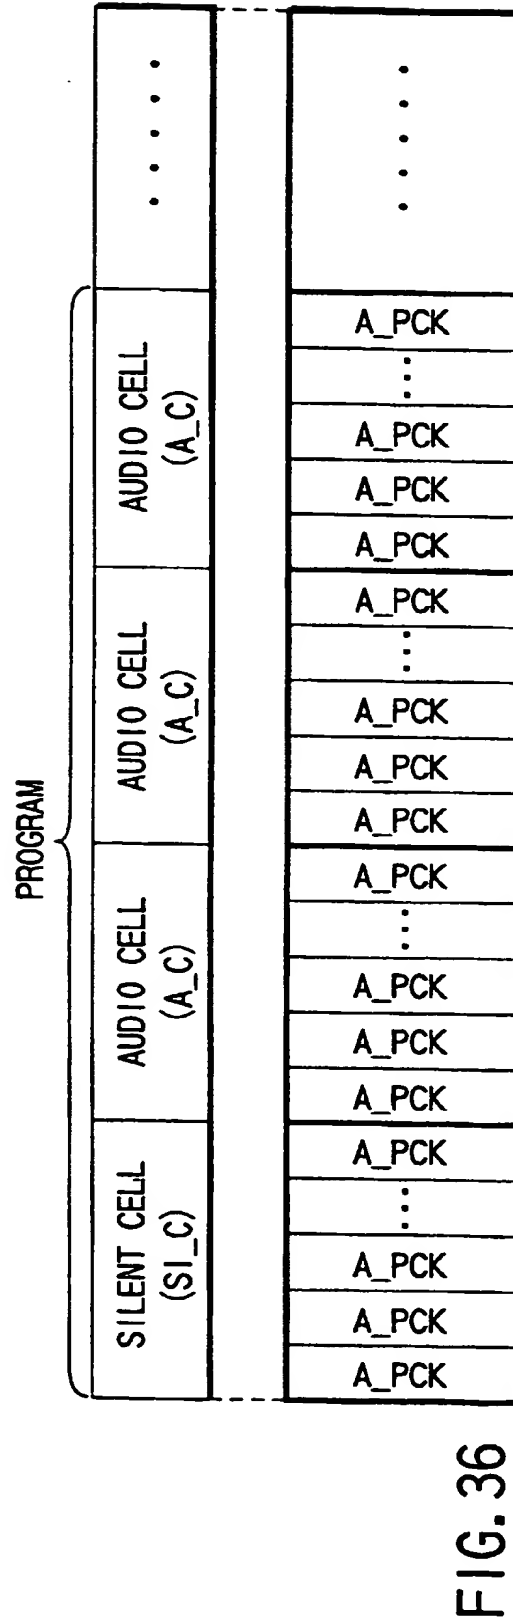 PROGRAM
SILENT CELL
(SI_C)
AUDIO CELL
(A_C)
AUDIO CELL
(A_C)
AUDIO CELL
(A_C)
. . . . .
A_PCK
A_PCK
A_PCK
...
A_PCK
A_PCK
A_PCK
A_PCK
...
A_PCK
A_PCK
A_PCK
A_PCK
...
A_PCK
A_PCK
A_PCK
A_PCK
...
A_PCK
. . . . .
FIG. 36